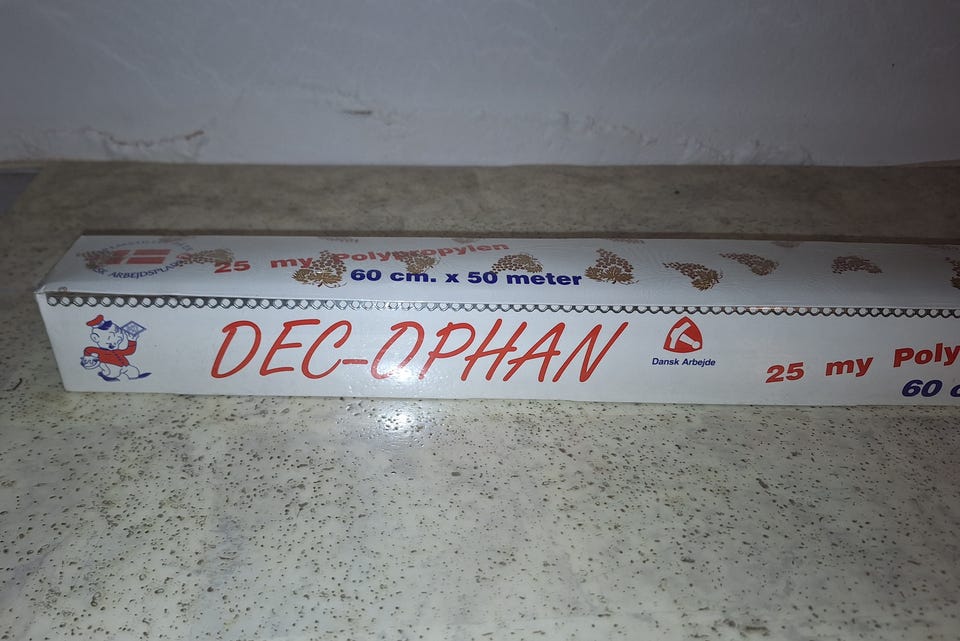 25 my Polypropylen
60 cm. x 50 meter
DEC-OPHAN
Dansk Arbejde
25 my Poly
60 c